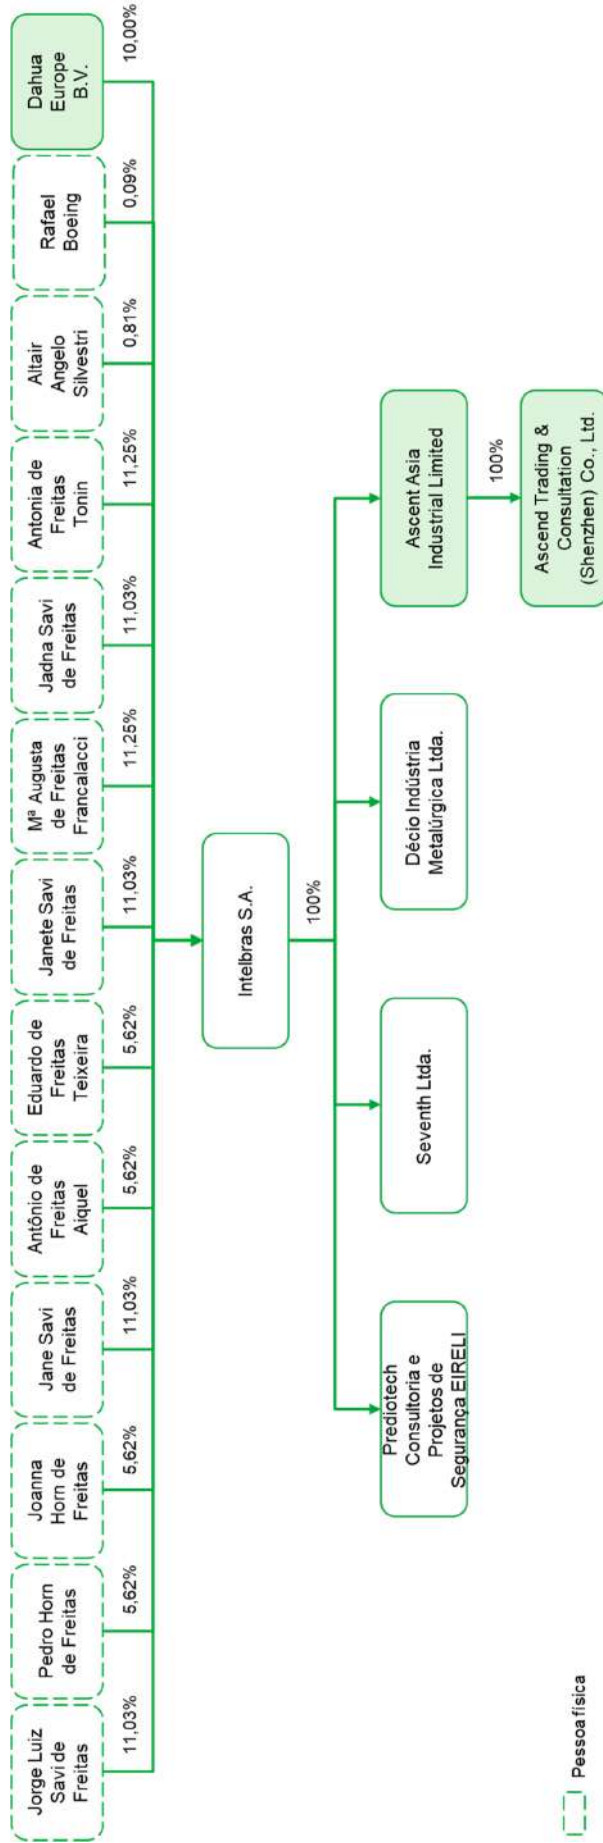 Jorge Luiz
Savi de
Freitas
Pedro Horn
de Freitas
Joanna
Horn de
Freitas
Jane Savi
de Freitas
Antônio de
Freitas
Aiquel
Eduardo de
Freitas
Teixeira
Janete Savi
de Freitas
Mª Augusta
de Freitas
Francalacci
Jadna Savi
de Freitas
Antonia de
Freitas
Tonin
Altair
Angelo
Silvestri
Rafael
Boeing
Dahua
Europe
B.V.
11,03%
5,62%
5,62%
11,03%
5,62%
5,62%
11,03%
11,25%
11,03%
11,25%
0,81%
0,09%
10,00%
Intelbras S.A.
100%
Prediotech
Consultoria e
Projetos de
Segurança EIRELI
Seventh Ltda.
Décio Indústria
Metalúrgica Ltda.
Ascent Asia
Industrial Limited
100%
Ascend Trading &
Consultation
(Shenzhen) Co., Ltd.
Pessoa física